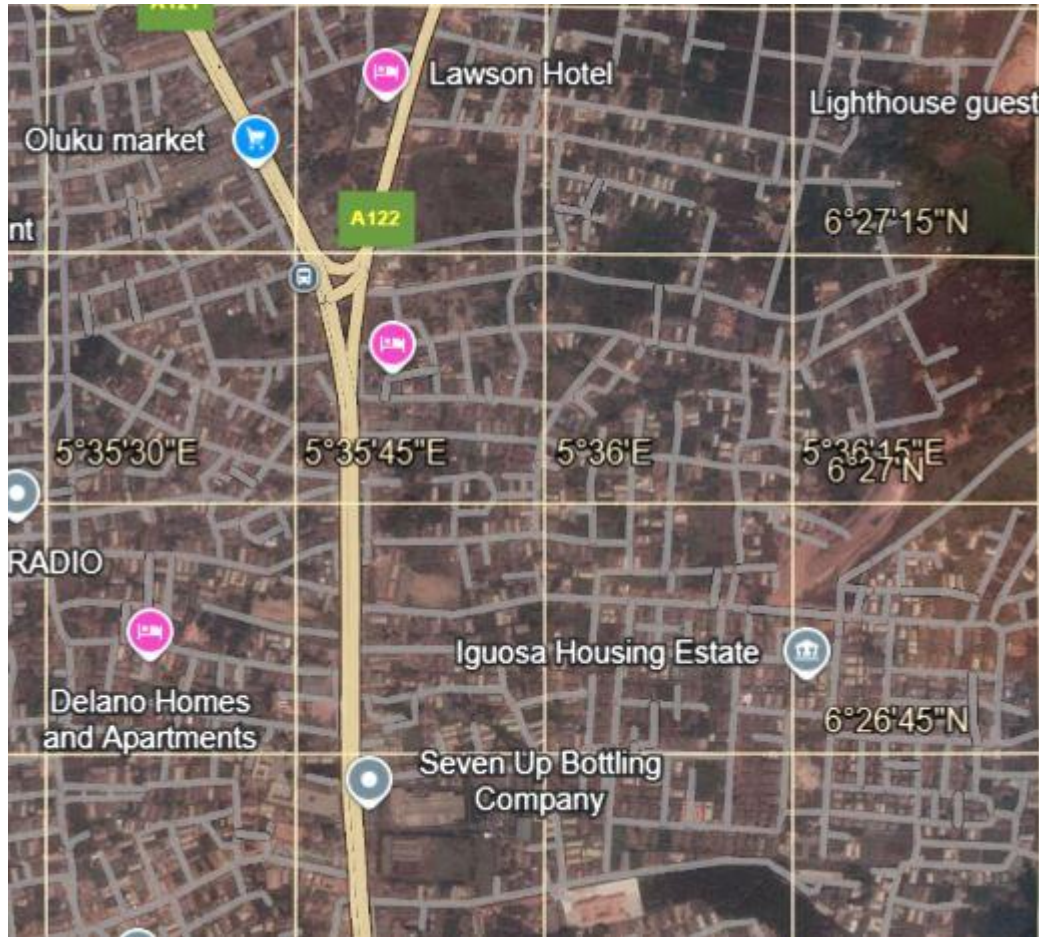 A121
Lawson Hotel
Lighthouse guest
Oluku market
A122
6°27'15"N
nt
5°35'30"E
5°35'45"E
5°36'E
5°36'15"E
6°27'N
RADIO
Iguosa Housing Estate
Delano Homes
and Apartments
6°26'45"N
Seven Up Bottling
Company